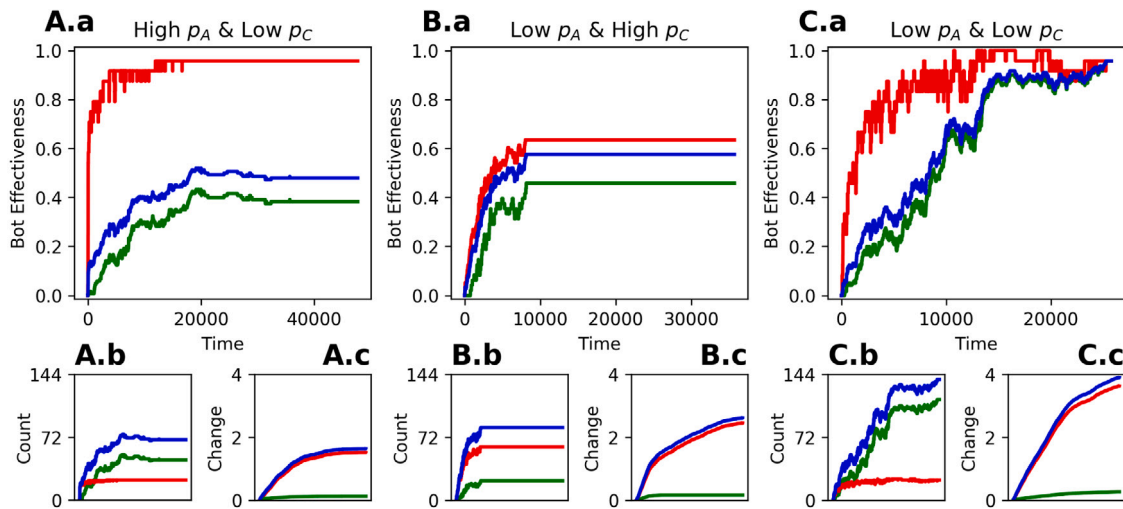 A.a
High p_A & Low p_C
B.a
Low p_A & High p_C
C.a
Low p_A & Low p_C
Bot Effectiveness
1.0
0.8
0.6
0.4
0.2
0.0
0 20000 40000
Time
Bot Effectiveness
1.0
0.8
0.6
0.4
0.2
0.0
0 10000 20000 30000
Time
Bot Effectiveness
1.0
0.8
0.6
0.4
0.2
0.0
0 10000 20000
Time
A.b
Count
144
72
0
A.c
Change
4
2
0
B.b
Count
144
72
0
B.c
Change
4
2
0
C.b
Count
144
72
0
C.c
Change
4
2
0